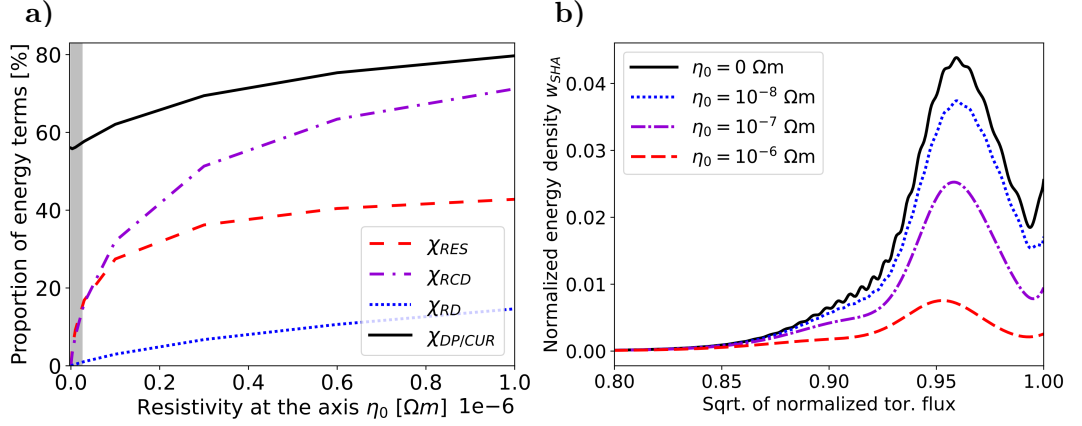 a)
Proportion of energy terms [%]
80
60
40
20
0
χRES
χRCD
χRD
χDP/CUR
0.0 0.2 0.4 0.6 0.8 1.0
Resistivity at the axis η0 [Ωm] 1e−6
b)
Normalized energy density wSHA
0.04
0.03
0.02
0.01
0.00
η0 = 0 Ωm
η0 = 10−8 Ωm
η0 = 10−7 Ωm
η0 = 10−6 Ωm
0.80 0.85 0.90 0.95 1.00
Sqrt. of normalized tor. flux